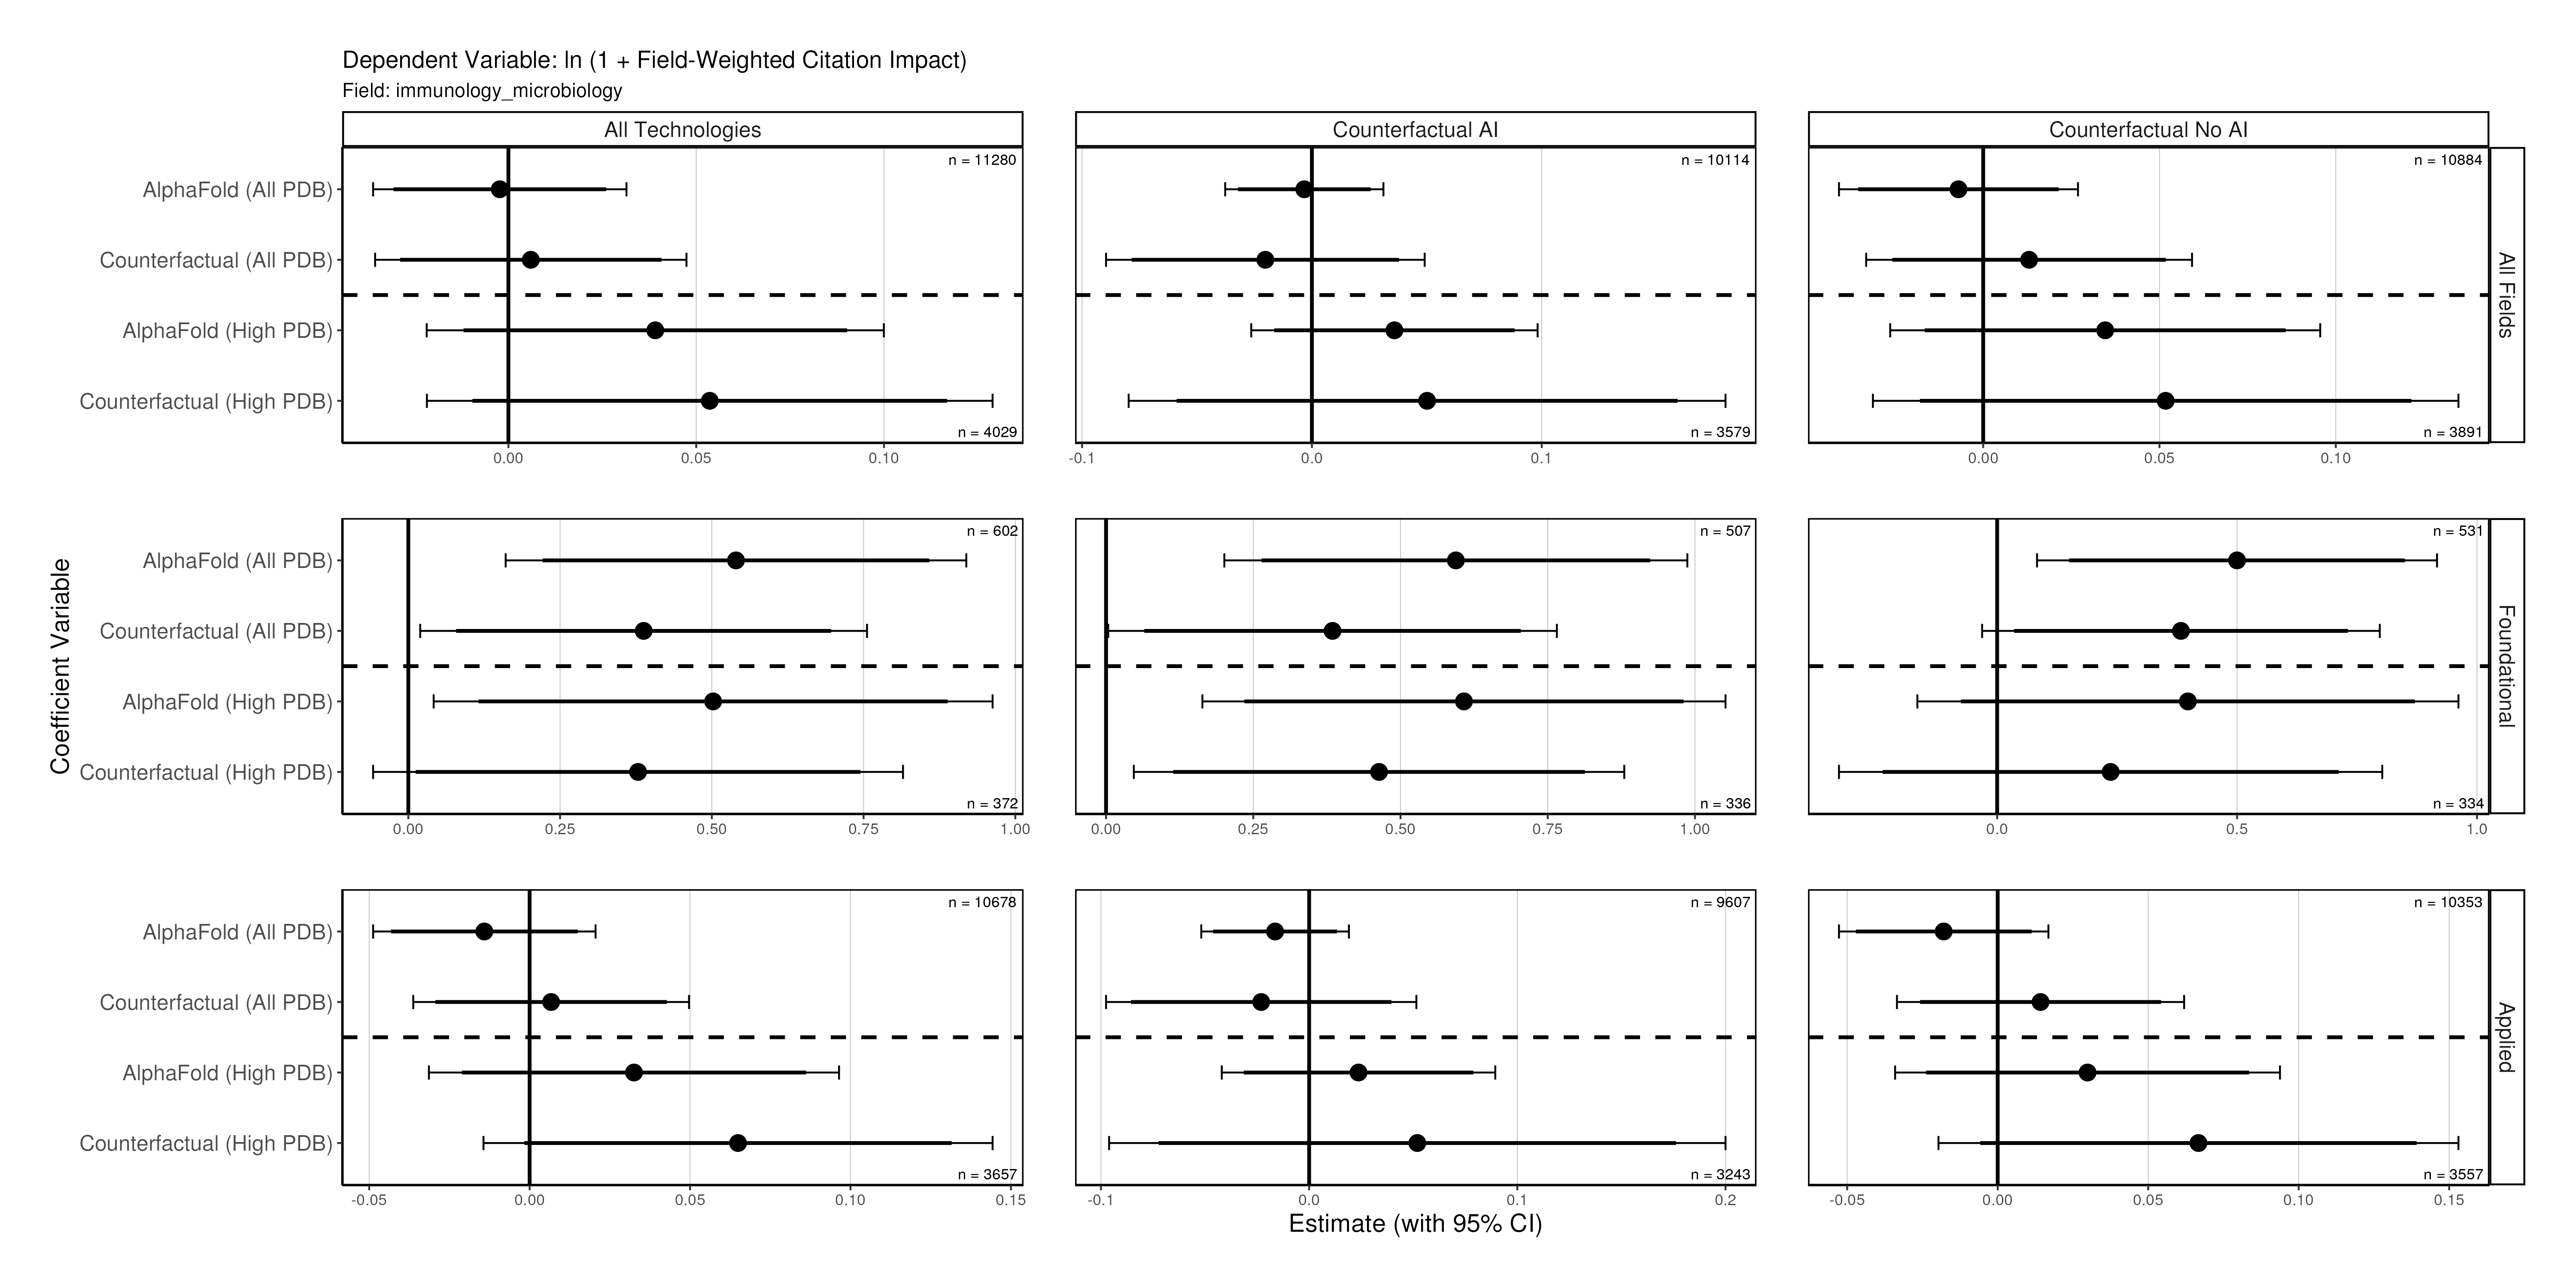 Dependent Variable: ln (1 + Field-Weighted Citation Impact)
Field: immunology_microbiology
All Technologies
Counterfactual AI
Counterfactual No AI
n = 11280
n = 10114
n = 10884
AlphaFold (All PDB)
Counterfactual (All PDB)
AlphaFold (High PDB)
Counterfactual (High PDB)
n = 4029
n = 3579
n = 3891
All Fields
0.00 0.05 0.10
-0.1 0.0 0.1
0.00 0.05 0.10
Coefficient Variable
n = 602
n = 507
n = 531
AlphaFold (All PDB)
Counterfactual (All PDB)
AlphaFold (High PDB)
Counterfactual (High PDB)
n = 372
n = 336
n = 334
Foundational
0.00 0.25 0.50 0.75 1.00
0.00 0.25 0.50 0.75 1.00
0.0 0.5 1.0
n = 10678
n = 9607
n = 10353
AlphaFold (All PDB)
Counterfactual (All PDB)
AlphaFold (High PDB)
Counterfactual (High PDB)
n = 3657
n = 3243
n = 3557
Applied
-0.05 0.00 0.05 0.10 0.15
-0.1 0.0 0.1 0.2
-0.05 0.00 0.05 0.10 0.15
Estimate (with 95% CI)